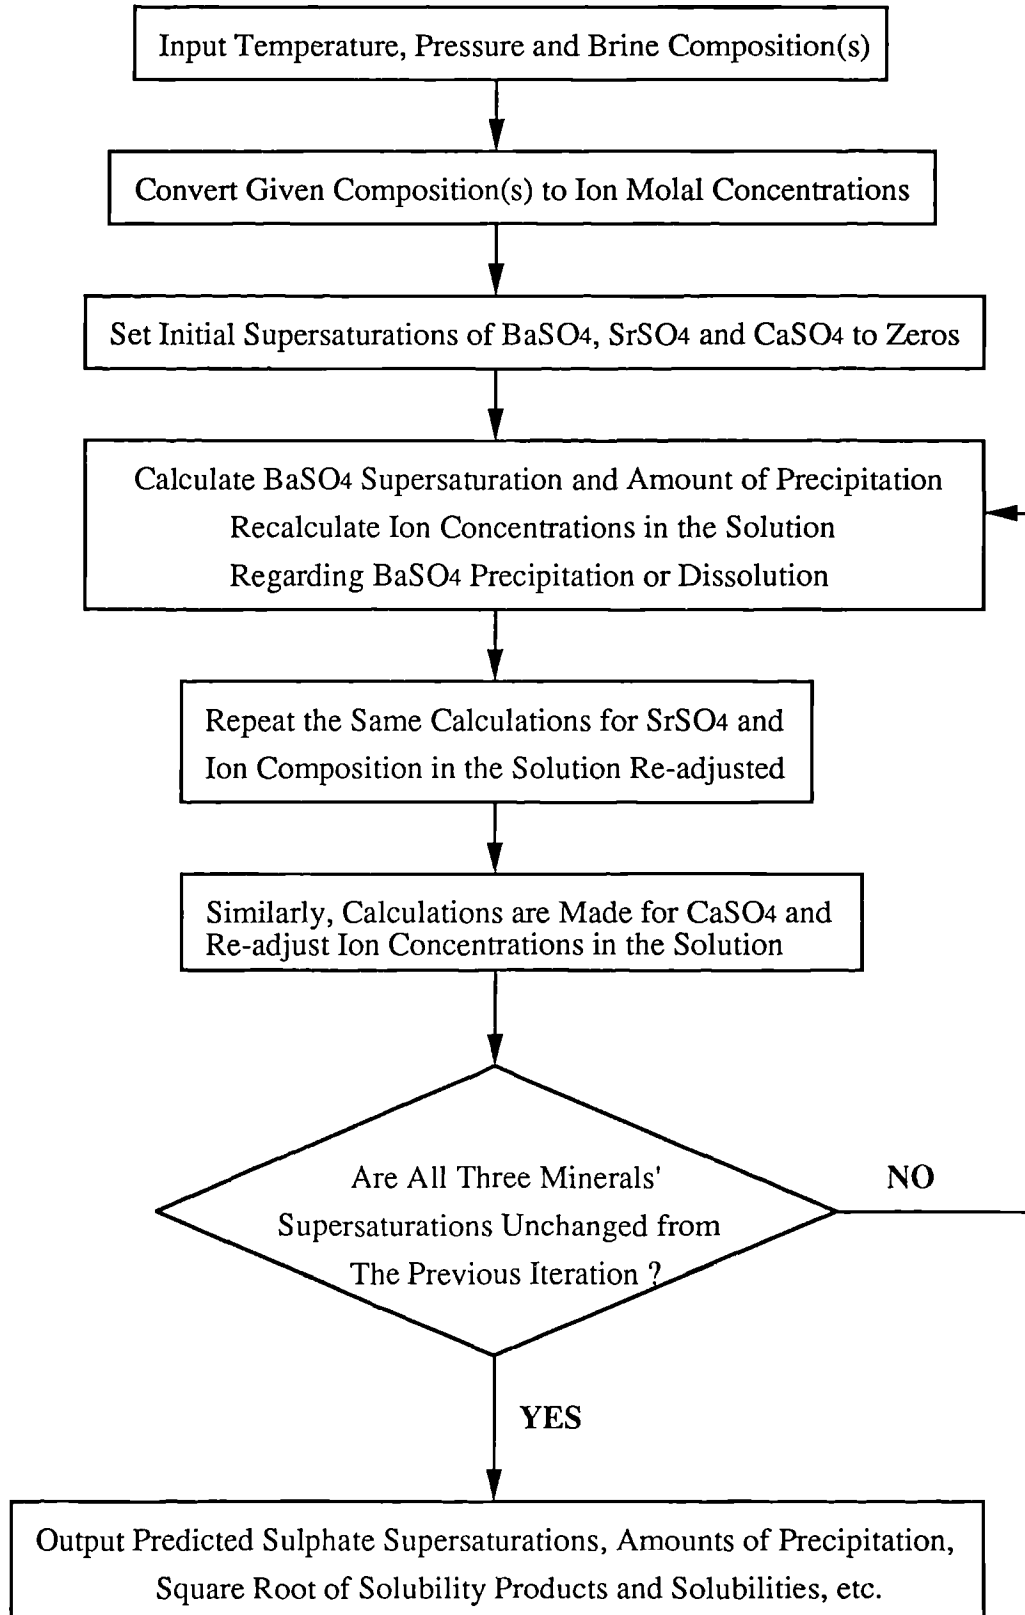 Input Temperature, Pressure and Brine Composition(s)
Convert Given Composition(s) to Ion Molal Concentrations
Set Initial Supersaturations of BaSO4, SrSO4 and CaSO4 to Zeros
Calculate BaSO4 Supersaturation and Amount of Precipitation
Recalculate Ion Concentrations in the Solution
Regarding BaSO4 Precipitation or Dissolution
Repeat the Same Calculations for SrSO4 and
Ion Composition in the Solution Re-adjusted
Similarly, Calculations are Made for CaSO4 and
Re-adjust Ion Concentrations in the Solution
Are All Three Minerals'
Supersaturations Unchanged from
The Previous Iteration ?
NO
YES
Output Predicted Sulphate Supersaturations, Amounts of Precipitation,
Square Root of Solubility Products and Solubilities, etc.